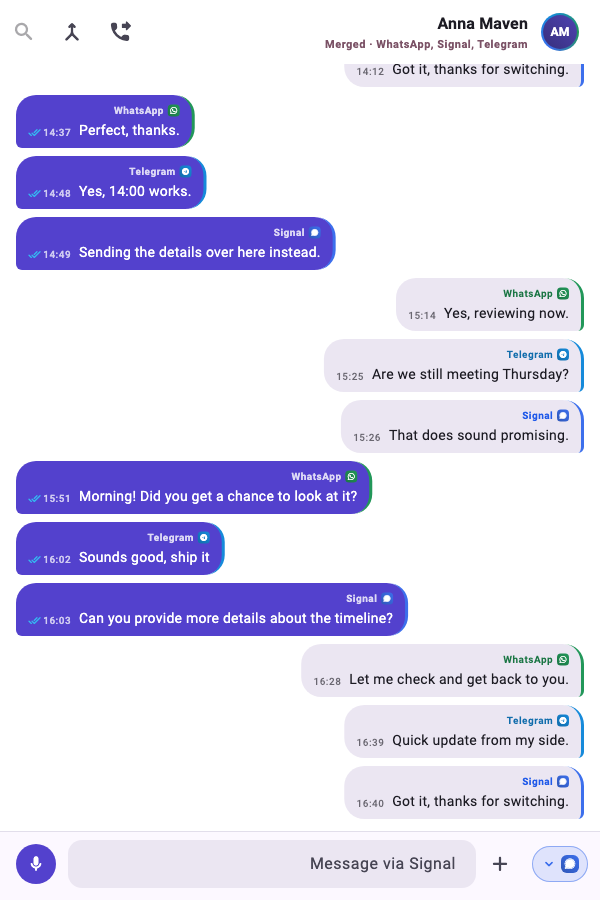 Anna Maven
AM
Merged · WhatsApp, Signal, Telegram
14:12 Got it, thanks for switching.
WhatsApp
14:37 Perfect, thanks.
Telegram
14:48 Yes, 14:00 works.
Signal
14:49 Sending the details over here instead.
WhatsApp
15:14 Yes, reviewing now.
Telegram
15:25 Are we still meeting Thursday?
Signal
15:26 That does sound promising.
WhatsApp
15:51 Morning! Did you get a chance to look at it?
Telegram
16:02 Sounds good, ship it
Signal
16:03 Can you provide more details about the timeline?
WhatsApp
16:28 Let me check and get back to you.
Telegram
16:39 Quick update from my side.
Signal
16:40 Got it, thanks for switching.
Message via Signal